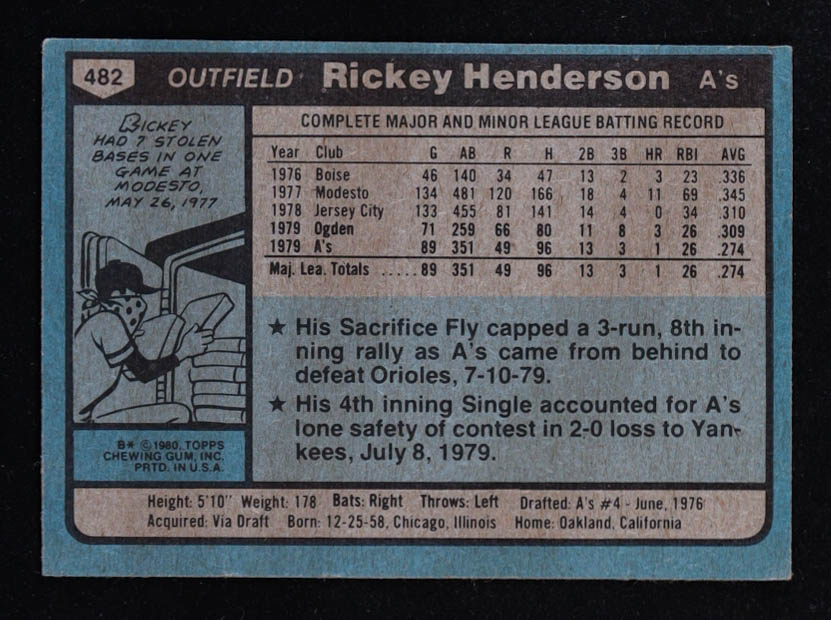 482 OUTFIELD Rickey Henderson A's
RICKEY
HAD 7 STOLEN
BASES IN ONE
GAME AT
MODESTO,
MAY 26, 1977
COMPLETE MAJOR AND MINOR LEAGUE BATTING RECORD
Year Club G AB R H 2B 3B HR RBI AVG
1976 Boise 46 140 34 47 13 2 3 23 .336
1977 Modesto 134 481 120 166 18 4 11 69 .345
1978 Jersey City 133 455 81 141 14 4 0 34 .310
1979 Ogden 71 259 66 80 11 8 3 26 .309
1979 A's 89 351 49 96 13 3 1 26 .274
Maj. Lea. Totals .....89 351 49 96 13 3 1 26 .274
★ His Sacrifice Fly capped a 3-run, 8th in-
ning rally as A's came from behind to
defeat Orioles, 7-10-79.
★ His 4th inning Single accounted for A's
lone safety of contest in 2-0 loss to Yan-
kees, July 8, 1979.
B* © 1980, TOPPS
CHEWING GUM, INC.
PRTD. IN U.S.A.
Height: 5'10" Weight: 178 Bats: Right Throws: Left Drafted: A's #4 - June, 1976
Acquired: Via Draft Born: 12-25-58, Chicago, Illinois Home: Oakland, California